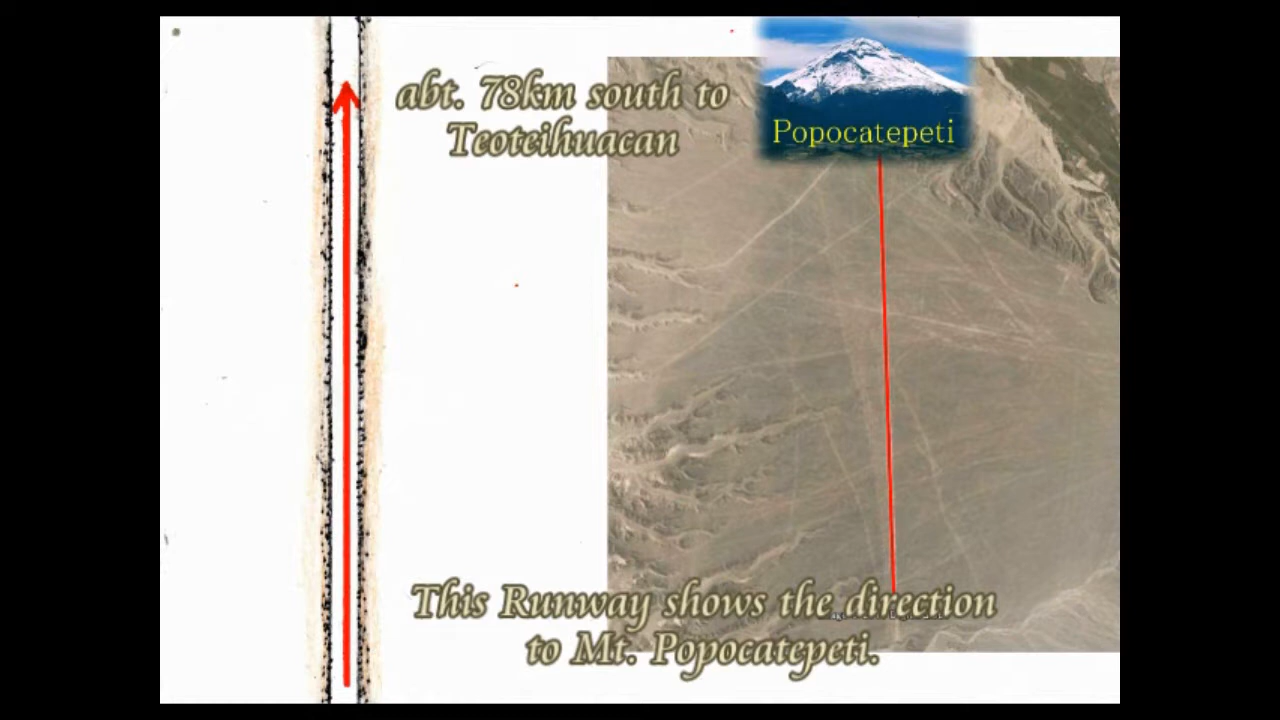 abt. 78km south to
Teoteihuacan
Popocatepeti
This Runway shows the direction
to Mt. Popocatepeti.